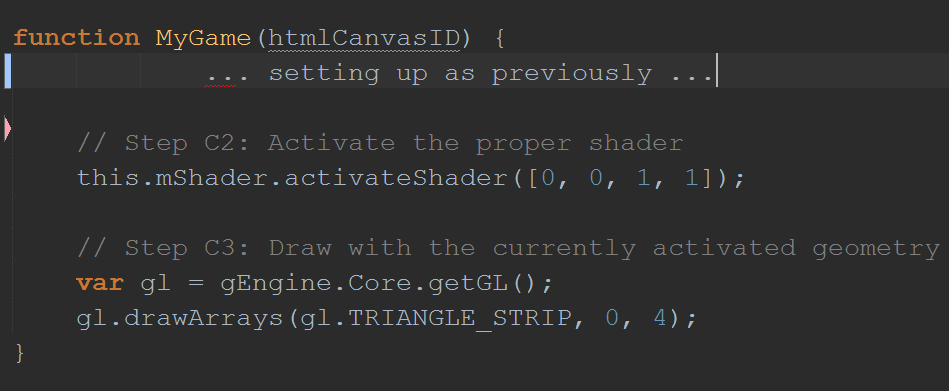 function MyGame(htmlCanvasID) {
... setting up as previously ...
// Step C2: Activate the proper shader
this.mShader.activateShader([0, 0, 1, 1]);
// Step C3: Draw with the currently activated geometry
var gl = gEngine.Core.getGL();
gl.drawArrays(gl.TRIANGLE_STRIP, 0, 4);
}